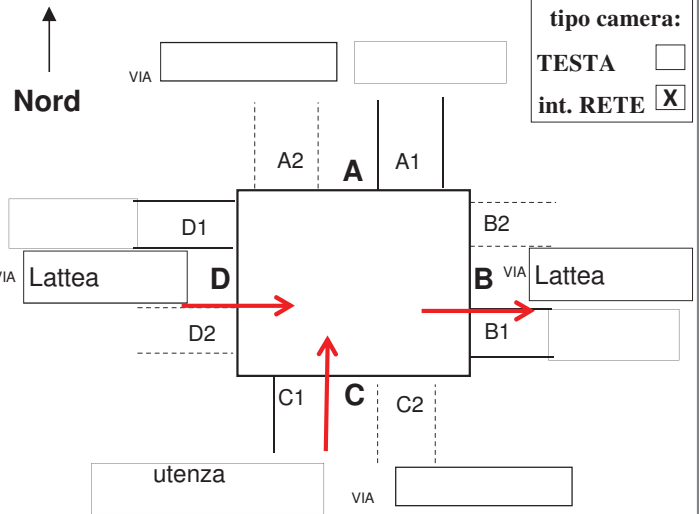 tipo camera:
TESTA
int. RETE X
Nord
VIA
A2 A A1
D1 B2
VIA Lattea D B VIA Lattea
D2 B1
C1 C C2
utenza
VIA